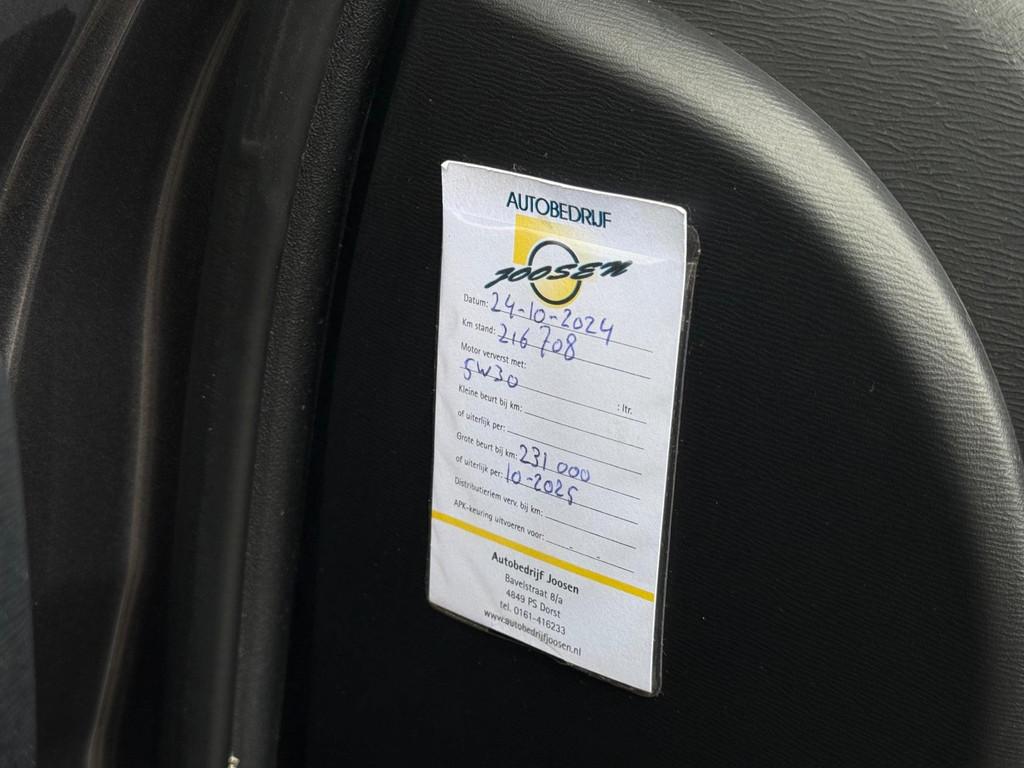 AUTOBEDRIJF
JOOSEN
Datum: 24-10-2024
Km stand: 216 708
Motor ververst met:
5W30 : ltr.
Kleine beurt bij km:
of uiterlijk per:
Grote beurt bij km: 231 000
of uiterlijk per: 10-2025
Distributieriem verv. bij km:
APK-keuring uitvoeren voor: - -
Autobedrijf Joosen
Bavelstraat 8/a
4849 PS Dorst
tel. 0161-416233
www.autobedrijfjoosen.nl